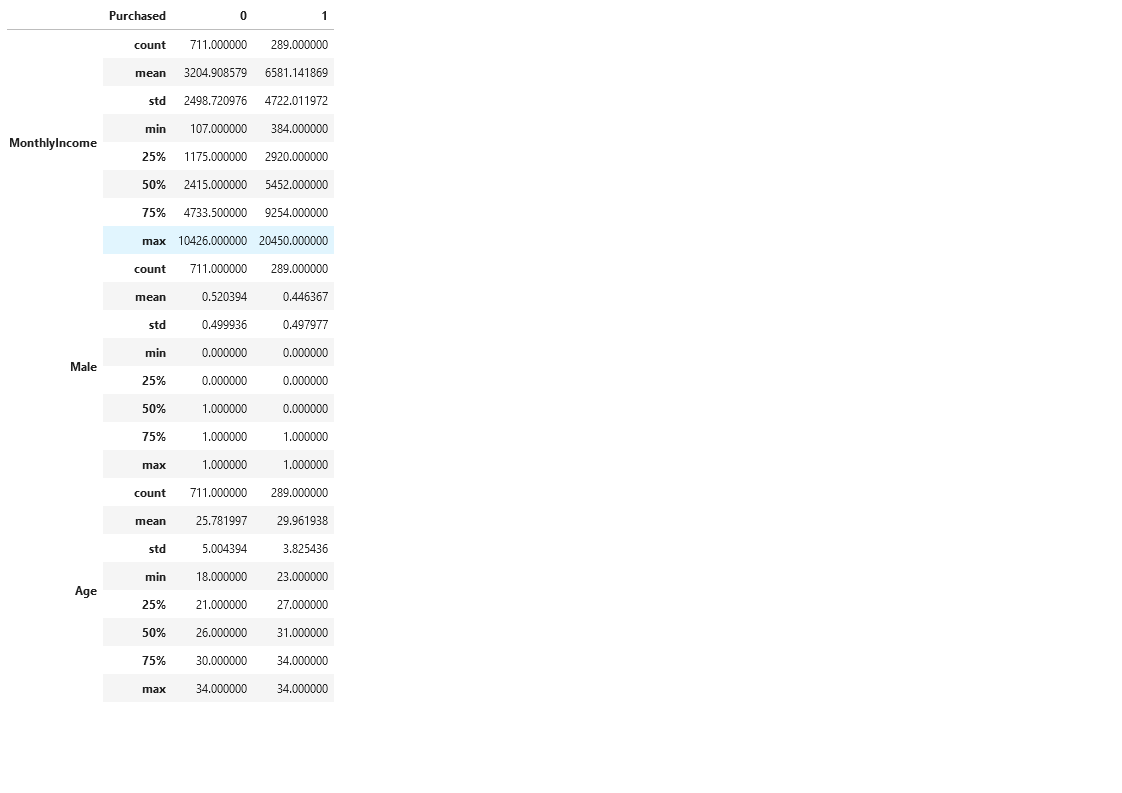 Purchased 0 1
count 711.000000 289.000000
mean 3204.908579 6581.141869
std 2498.720976 4722.011972
min 107.000000 384.000000
MonthlyIncome
25% 1175.000000 2920.000000
50% 2415.000000 5452.000000
75% 4733.500000 9254.000000
max 10426.000000 20450.000000
count 711.000000 289.000000
mean 0.520394 0.446367
std 0.499936 0.497977
min 0.000000 0.000000
Male
25% 0.000000 0.000000
50% 1.000000 0.000000
75% 1.000000 1.000000
max 1.000000 1.000000
count 711.000000 289.000000
mean 25.781997 29.961938
std 5.004394 3.825436
min 18.000000 23.000000
Age
25% 21.000000 27.000000
50% 26.000000 31.000000
75% 30.000000 34.000000
max 34.000000 34.000000